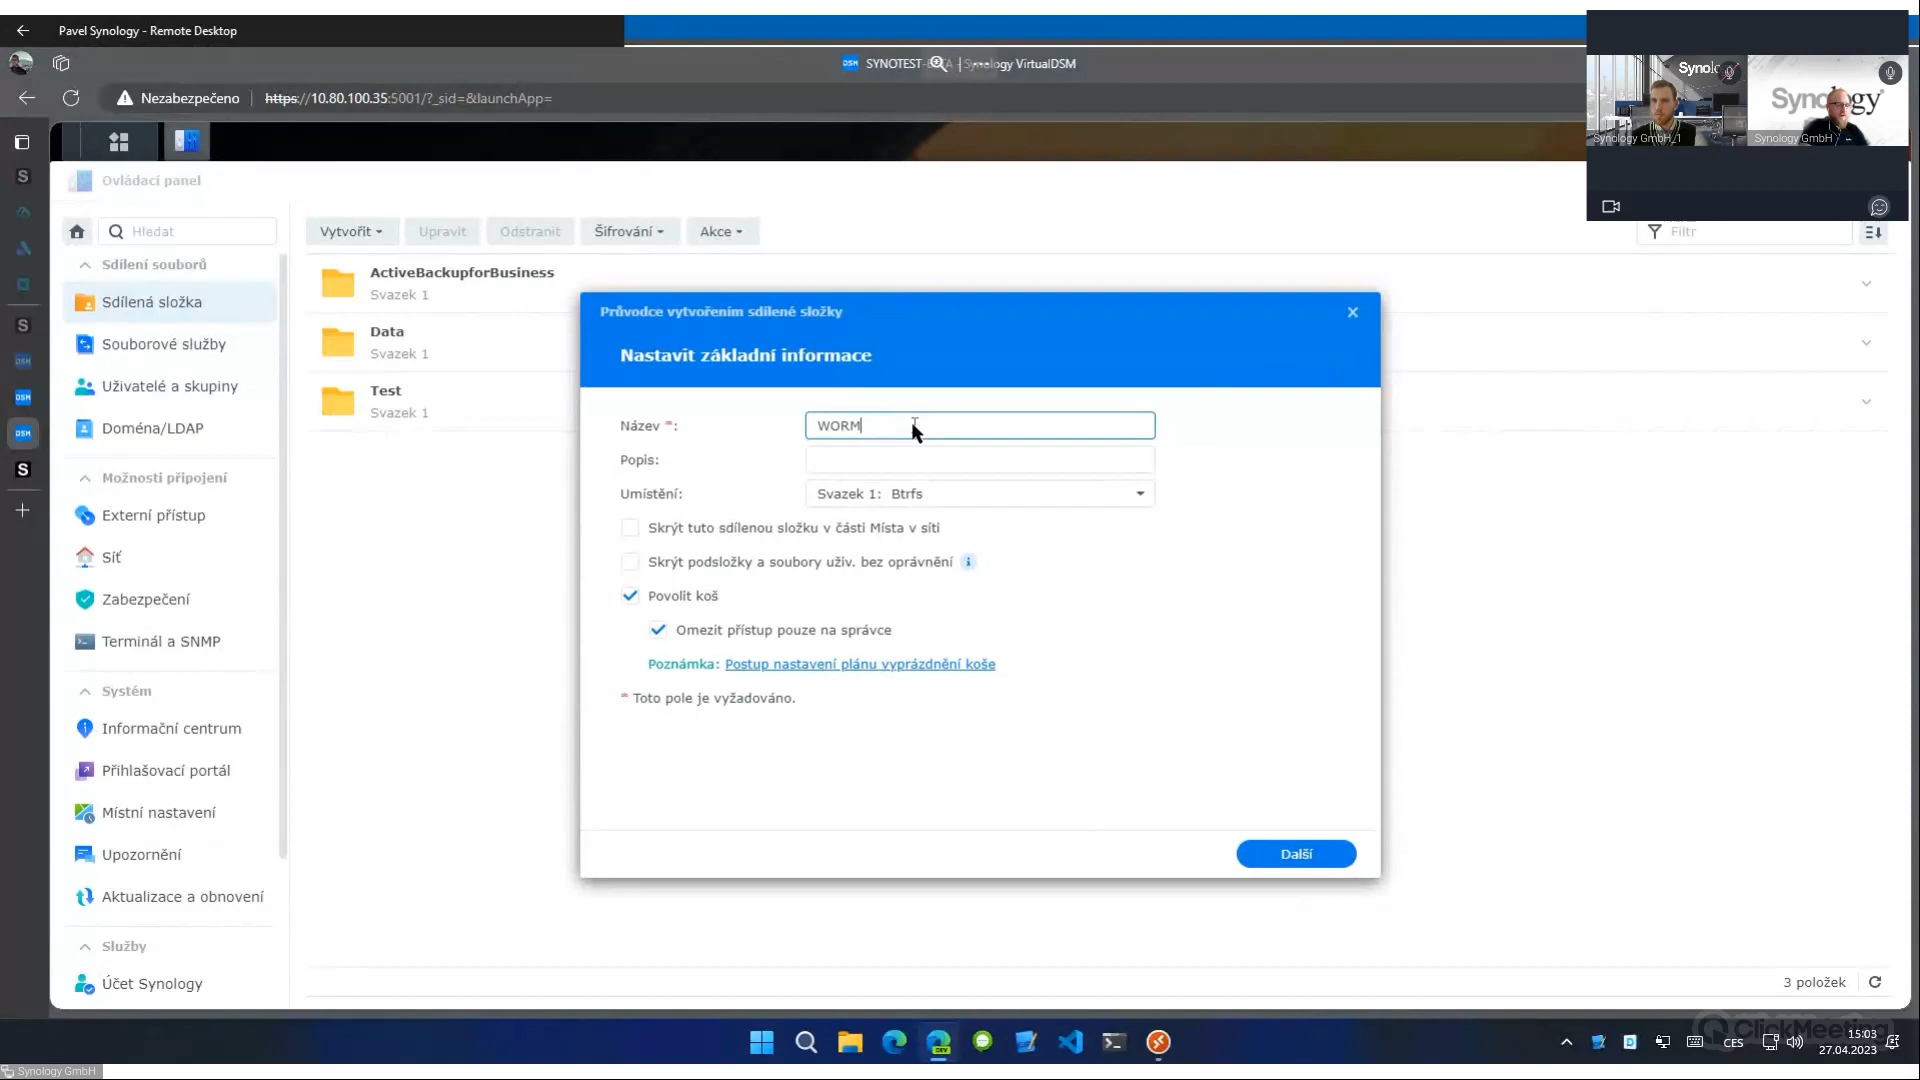 Pavel Synology - Remote Desktop
SYNOTEST
Synology VirtualDSM
Nezabezpečeno
https://10.80.100.35:5001/?_sid=&launchApp=
Synology GmbH_1
Synology
Synology GmbH
Ovládací panel
Hledat
Vytvořit
Upravit
Odstranit
Šifrování
Akce
Filtr
Sdílení souborů
Sdílená složka
Souborové služby
Uživatelé a skupiny
Doména/LDAP
Možnosti připojení
Externí přístup
Síť
Zabezpečení
Terminál a SNMP
Systém
Informační centrum
Přihlašovací portál
Místní nastavení
Upozornění
Aktualizace a obnovení
Služby
Účet Synology
ActiveBackupforBusiness
Svazek 1
Data
Svazek 1
Test
Svazek 1
Průvodce vytvořením sdílené složky
Nastavit základní informace
Název *:
WORM
Popis:
Umístění:
Svazek 1: Btrfs
Skrýt tuto sdílenou složku v části Místa v síti
Skrýt podsložky a soubory uživ. bez oprávnění
Povolit koš
Omezit přístup pouze na správce
Poznámka: Postup nastavení plánu vyprázdnění koše
* Toto pole je vyžadováno.
Další
3 položek
ClickMeeting
CES
15:03
27.04.2023
Synology GmbH